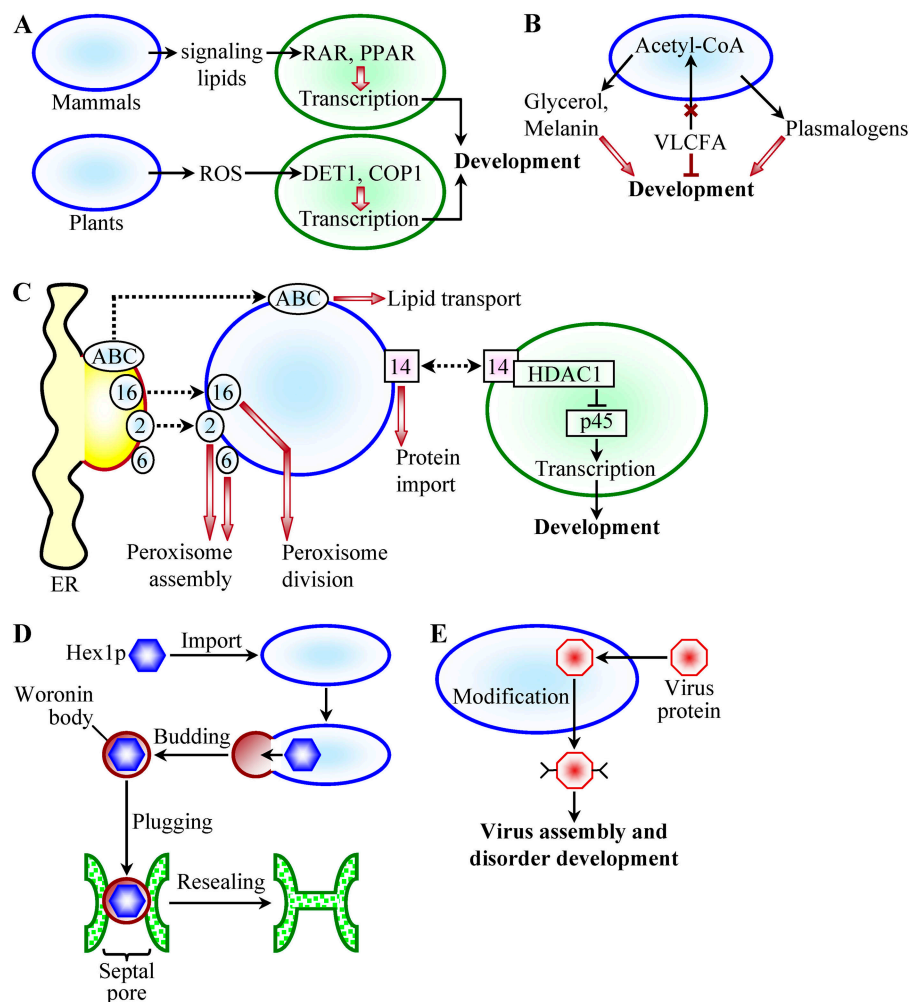 A
Mammals
signaling
lipids
RAR, PPAR
Transcription
Development
Plants
ROS
DET1, COP1
Transcription
B
Acetyl-CoA
Glycerol,
Melanin
VLCFA
Plasmalogens
Development
C
ABC
Lipid transport
ABC
16
16
2
2
6
6
14
14
HDAC1
p45
Transcription
Development
Protein
import
Peroxisome
assembly
Peroxisome
division
ER
D
Hex1p
Import
Woronin
body
Budding
Plugging
Resealing
Septal
pore
E
Modification
Virus
protein
Virus assembly and
disorder development